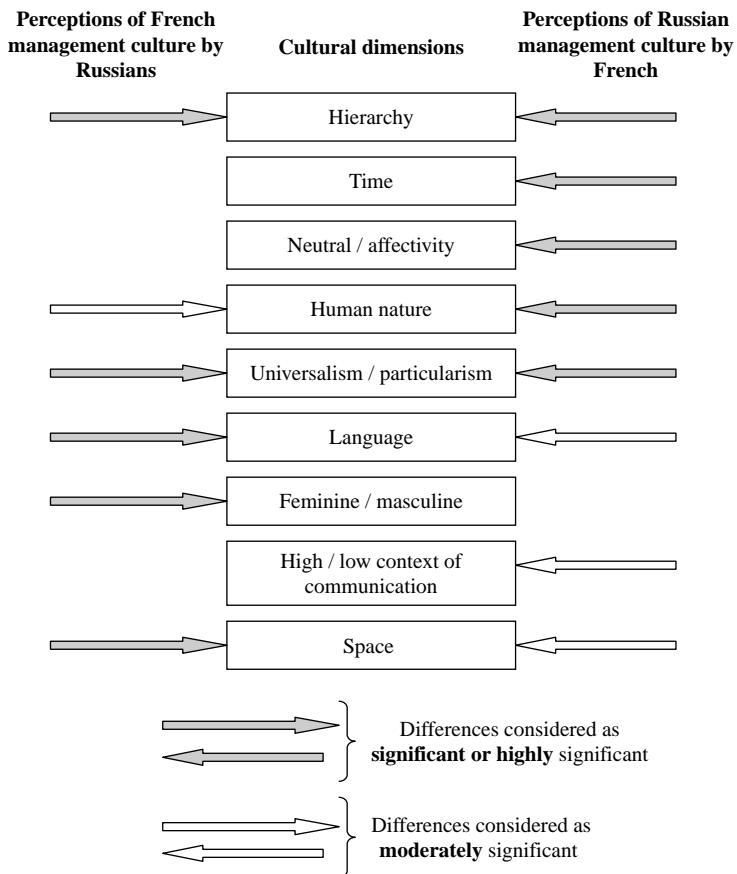 Perceptions of French
management culture by
Russians
Cultural dimensions
Perceptions of Russian
management culture by
French
Hierarchy
Time
Neutral / affectivity
Human nature
Universalism / particularism
Language
Feminine / masculine
High / low context of
communication
Space
Differences considered as
significant or highly significant
Differences considered as
moderately significant